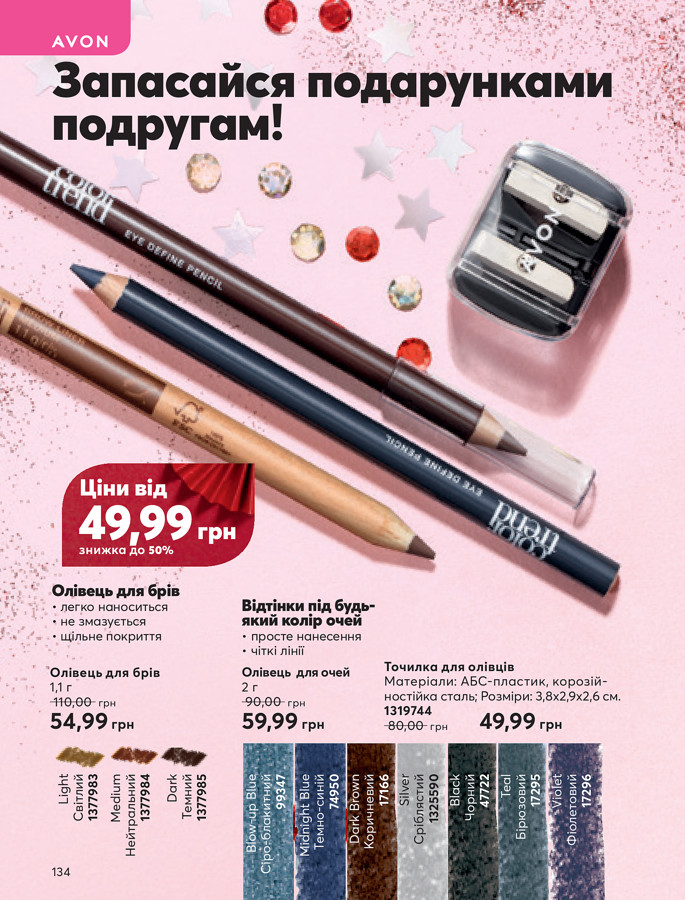 AVON
Запасайся подарунками
подругам!
color
trend
EYE DEFINE PENCIL
AVON
BROW LINER
FSC
EYE DEFINE PENCIL
color
trend
Ціни від
49,99 грн
знижка до 50%
Олівець для брів
• легко наноситься
• не змазується
• щільне покриття
Олівець для брів
1,1 г
110,00 грн
54,99 грн
Відтінки під будь-
який колір очей
• просте нанесення
• чіткі лінії
Олівець для очей
2 г
90,00 грн
59,99 грн
Точилка для олівців
Матеріали: АБС-пластик, корозій-
ностійка сталь; Розміри: 3,8х2,9х2,6 см.
1319744
80,00 грн 49,99 грн
Light
Світлий
1377983
Medium
Нейтральний
1377984
Dark
Темний
1377985
Blow-up Blue
Сіро-блакитний
99347
Midnight Blue
Темно-синій
74950
Dark Brown
Коричневий
17166
Silver
Сріблястий
1325590
Black
Чорний
47722
Teal
Бірюзовий
17295
Violet
Фіолетовий
17296
134